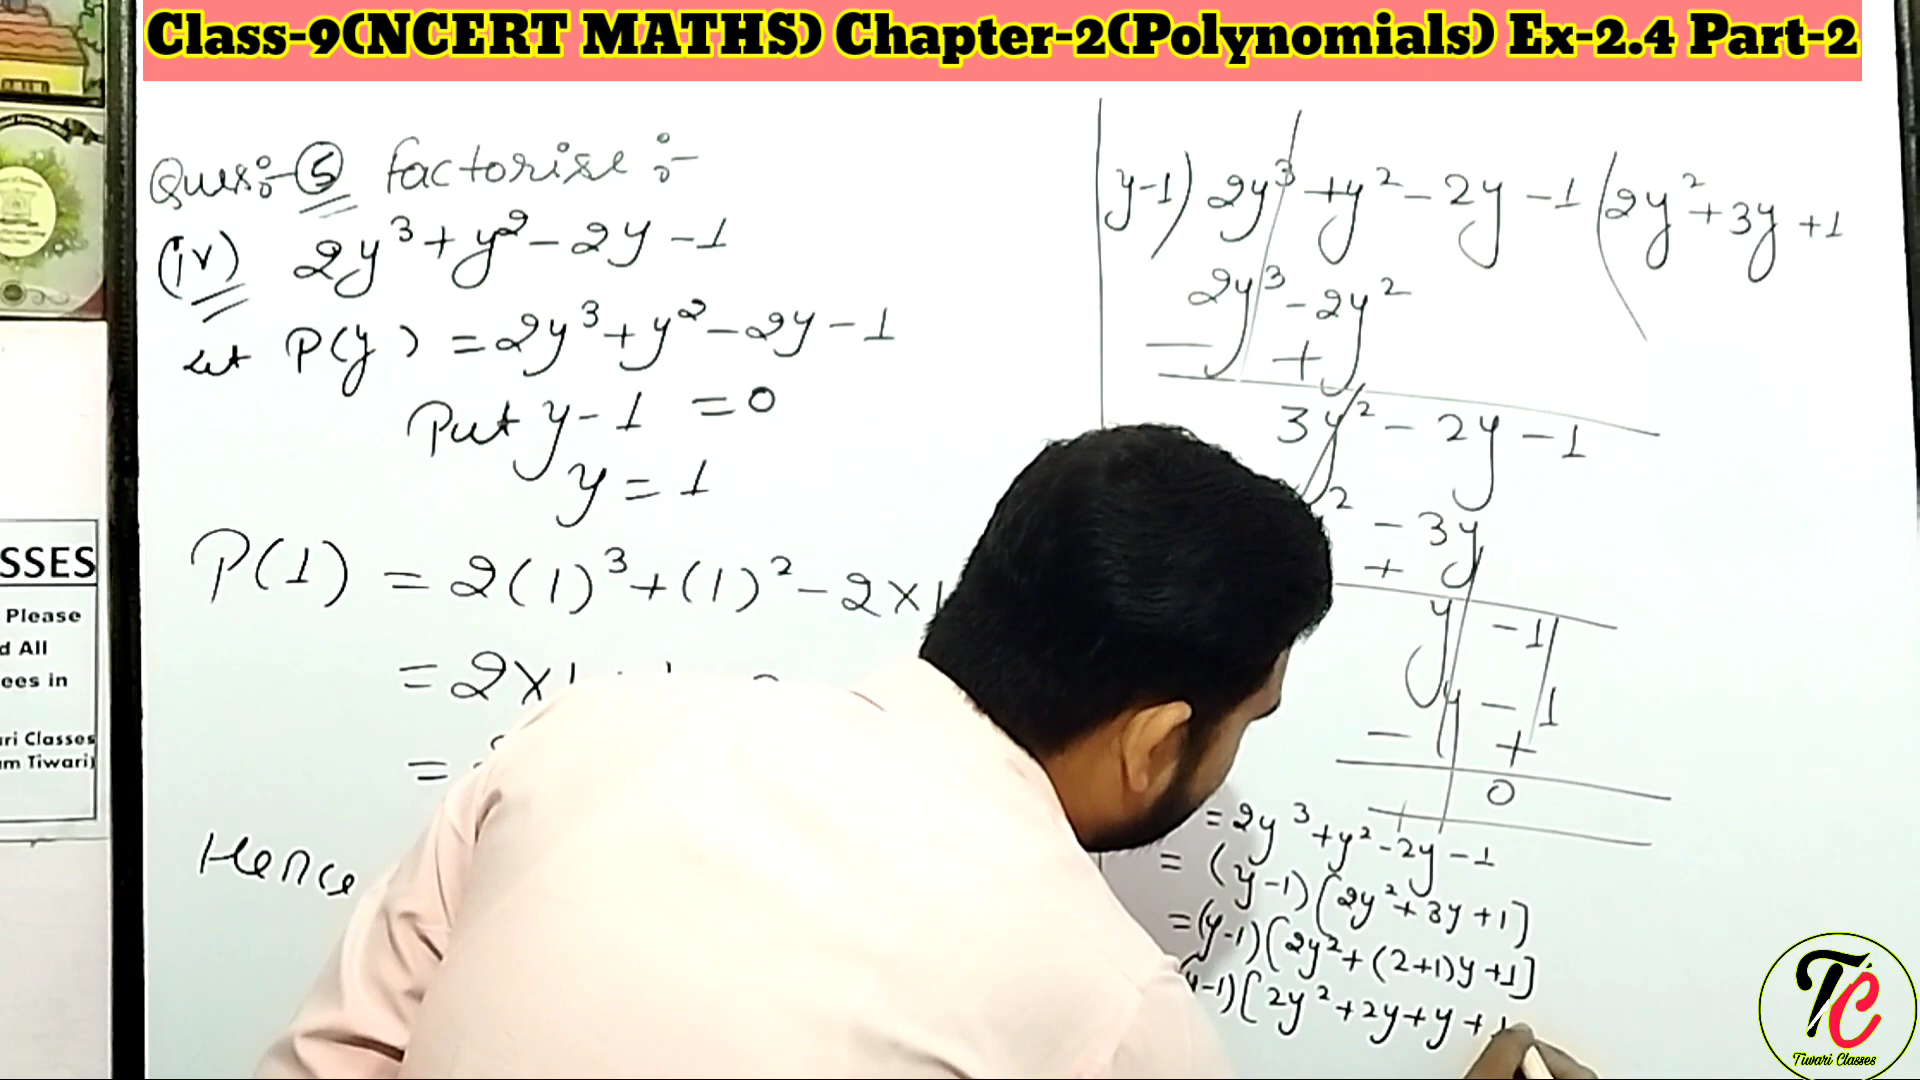 Class-9(NCERT MATHS) Chapter-2(Polynomials) Ex-2.4 Part-2
Ques:-(5) factorise :-
(iv) 2y³+y²-2y-1
Let P(y) = 2y³+y²-2y-1
Put y-1 = 0
y = 1
P(1) = 2(1)³+(1)²-2×1
= 2×1
=
Hence
y-1) 2y³+y²-2y-1 (2y²+3y+1
2y³-2y²
- +
3y²-2y-1
² -3y
+
y -1
y -1
- +
0
= 2y³+y²-2y-1
= (y-1)(2y²+3y+1]
= (y-1)(2y²+(2+1)y+1]
-1)[2y²+2y+y+1
SSES
Please
d All
ees in
ri Classes
m Tiwari)
TC
Tiwari Classes